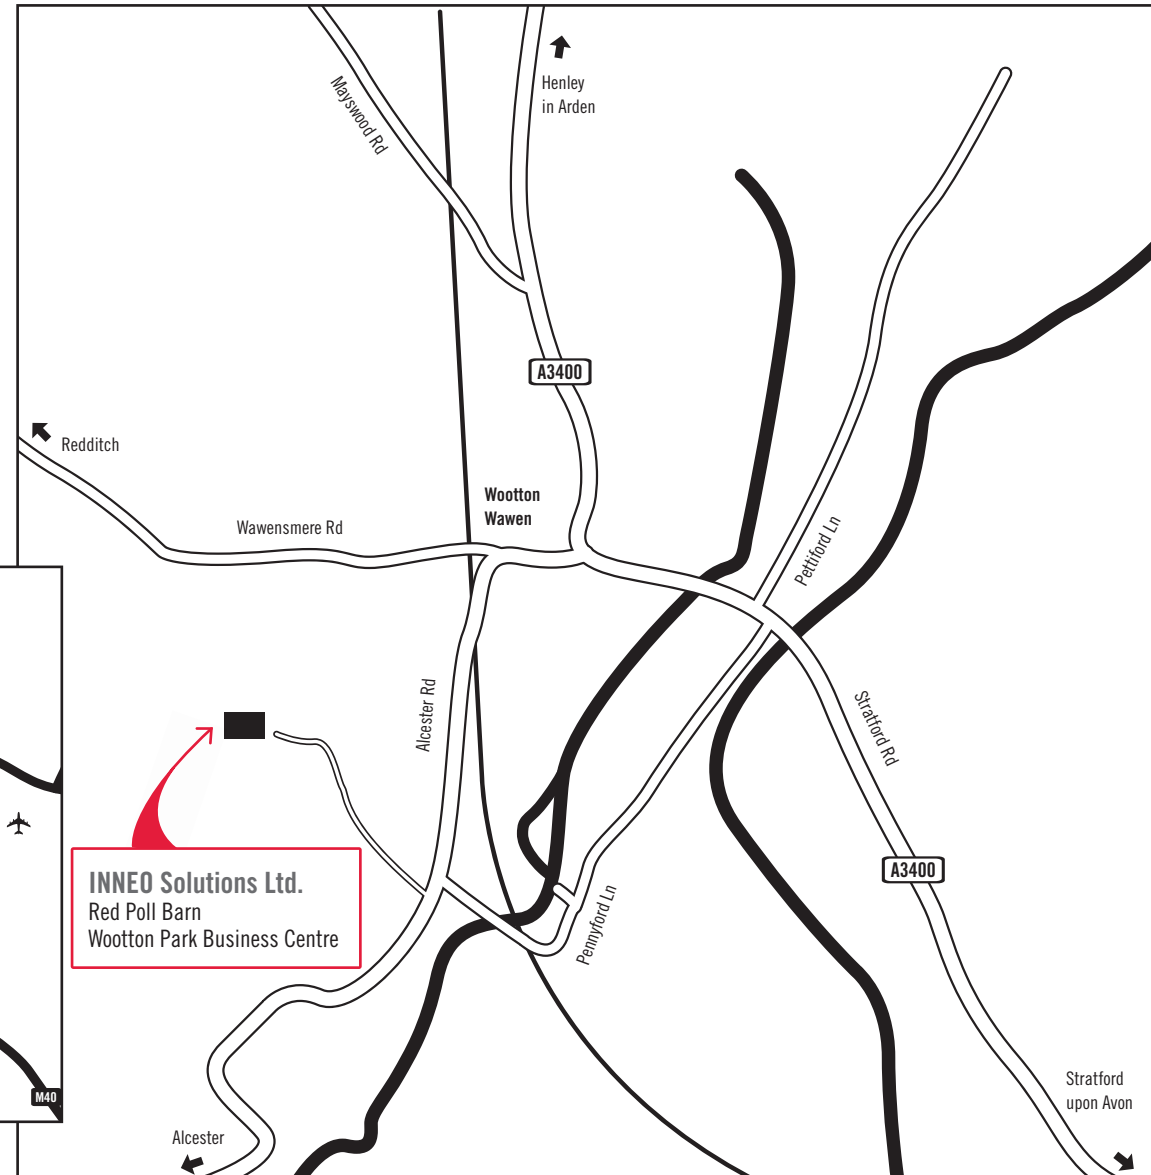 Mayswood Rd
Henley
in Arden
A3400
Redditch
Wootton
Wawen
Wawensmere Rd
Pettiford Ln
Alcester Rd
Stratford Rd
INNEO Solutions Ltd.
Red Poll Barn
Wootton Park Business Centre
A3400
Pennyford Ln
M40
Stratford
upon Avon
Alcester